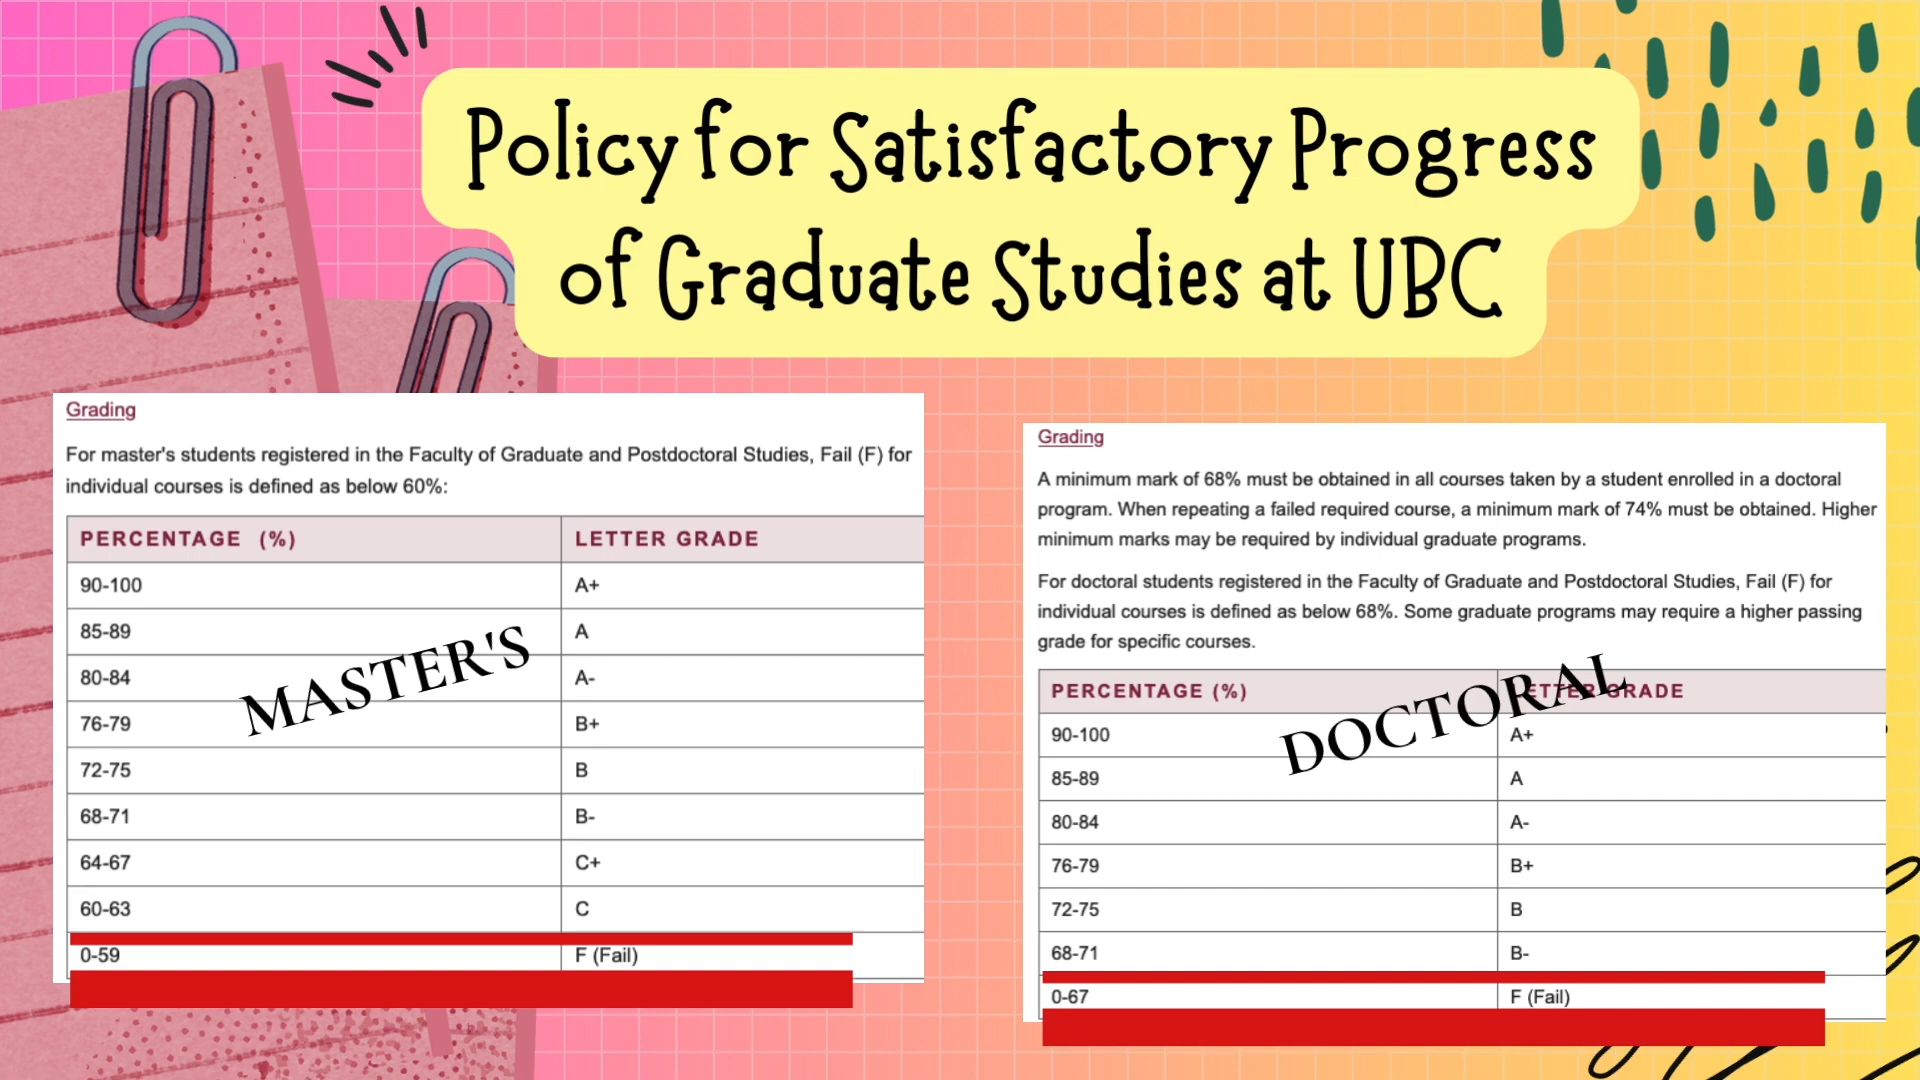 Policy for Satisfactory Progress
of Graduate Studies at UBC
Grading
For master's students registered in the Faculty of Graduate and Postdoctoral Studies, Fail (F) for
individual courses is defined as below 60%:
PERCENTAGE (%) LETTER GRADE
90-100 A+
85-89 A
80-84 A-
76-79 B+
72-75 B
68-71 B-
64-67 C+
60-63 C
0-59 F (Fail)
MASTER'S
Grading
A minimum mark of 68% must be obtained in all courses taken by a student enrolled in a doctoral
program. When repeating a failed required course, a minimum mark of 74% must be obtained. Higher
minimum marks may be required by individual graduate programs.
For doctoral students registered in the Faculty of Graduate and Postdoctoral Studies, Fail (F) for
individual courses is defined as below 68%. Some graduate programs may require a higher passing
grade for specific courses.
PERCENTAGE (%) LETTER GRADE
90-100 A+
85-89 A
80-84 A-
76-79 B+
72-75 B
68-71 B-
0-67 F (Fail)
DOCTORAL